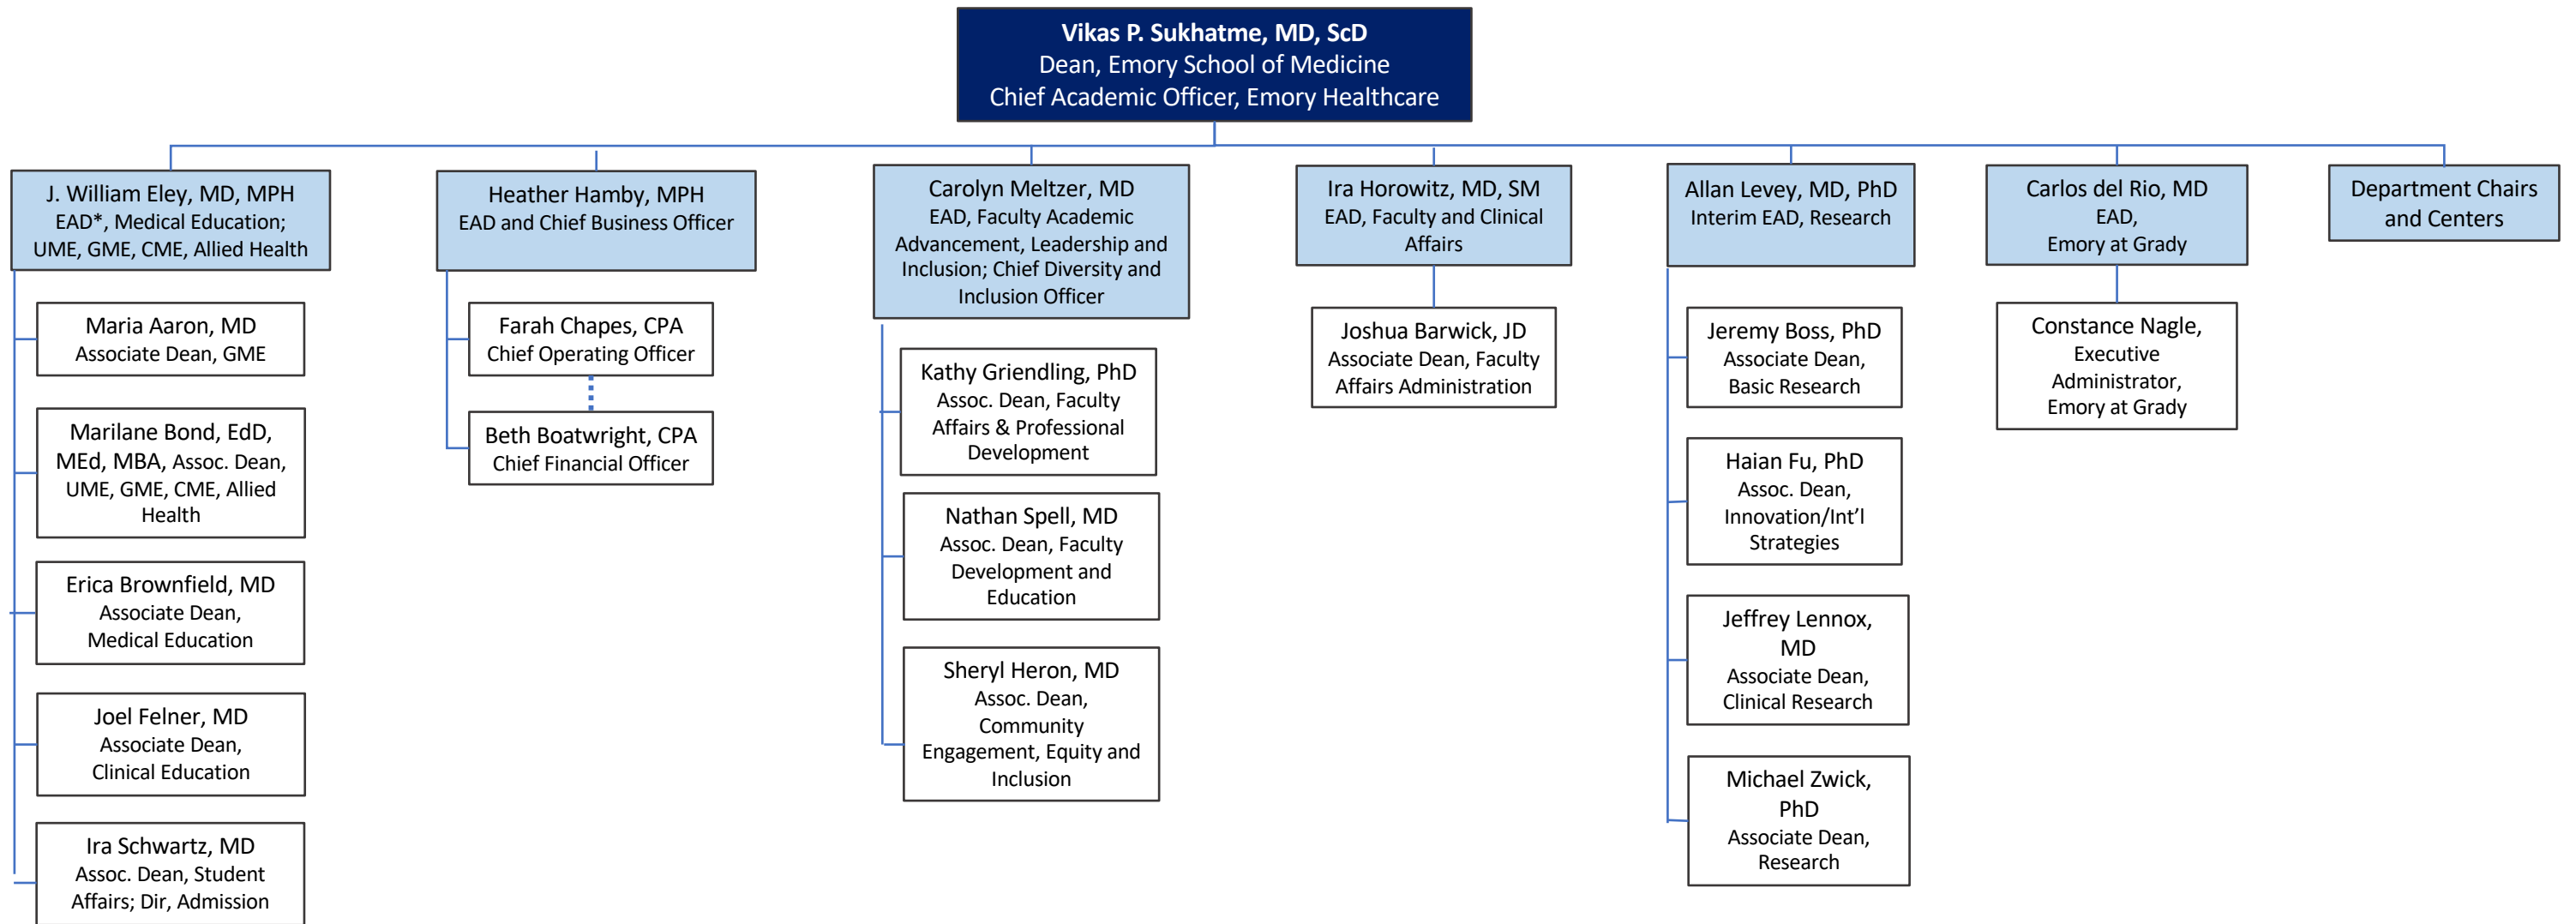 Vikas P. Sukhatme, MD, ScD
Dean, Emory School of Medicine
Chief Academic Officer, Emory Healthcare
J. William Eley, MD, MPH
EAD*, Medical Education;
UME, GME, CME, Allied Health
Maria Aaron, MD
Associate Dean, GME
Marilane Bond, EdD,
MEd, MBA, Assoc. Dean,
UME, GME, CME, Allied
Health
Erica Brownfield, MD
Associate Dean,
Medical Education
Joel Felner, MD
Associate Dean,
Clinical Education
Ira Schwartz, MD
Assoc. Dean, Student
Affairs; Dir, Admission
Heather Hamby, MPH
EAD and Chief Business Officer
Farah Chapes, CPA
Chief Operating Officer
Beth Boatwright, CPA
Chief Financial Officer
Carolyn Meltzer, MD
EAD, Faculty Academic
Advancement, Leadership and
Inclusion; Chief Diversity and
Inclusion Officer
Kathy Griendling, PhD
Assoc. Dean, Faculty
Affairs & Professional
Development
Nathan Spell, MD
Assoc. Dean, Faculty
Development and
Education
Sheryl Heron, MD
Assoc. Dean,
Community
Engagement, Equity and
Inclusion
Ira Horowitz, MD, SM
EAD, Faculty and Clinical
Affairs
Joshua Barwick, JD
Associate Dean, Faculty
Affairs Administration
Allan Levey, MD, PhD
Interim EAD, Research
Jeremy Boss, PhD
Associate Dean,
Basic Research
Haian Fu, PhD
Assoc. Dean,
Innovation/Int’l
Strategies
Jeffrey Lennox,
MD
Associate Dean,
Clinical Research
Michael Zwick,
PhD
Associate Dean,
Research
Carlos del Rio, MD
EAD,
Emory at Grady
Constance Nagle,
Executive
Administrator,
Emory at Grady
Department Chairs
and Centers